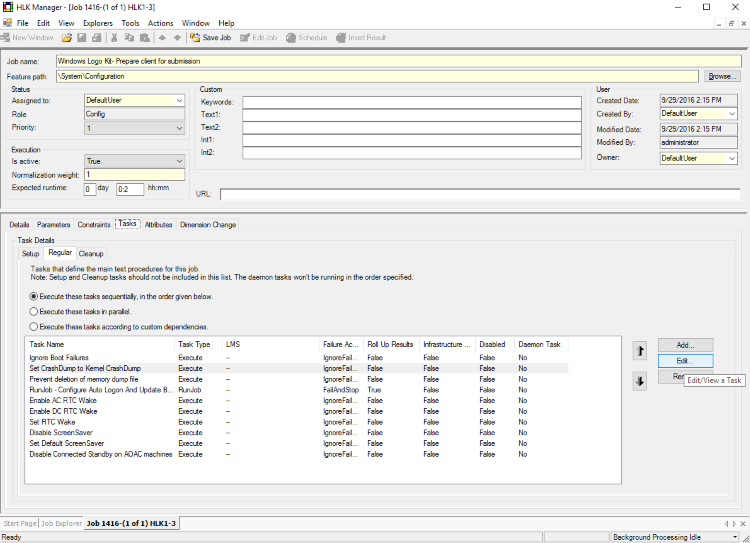 HLK Manager - [Job 1416-(1 of 1) HLK1-3]
File Edit View Explorers Tools Actions Window Help
New Window Save Job Edit Job Schedule Insert Result
Job name: Windows Logo Kit- Prepare client for submission
Feature path: \System\Configuration Browse...
Status Custom User
Assigned to: DefaultUser Keywords: Created Date: 9/29/2016 2:15 PM
Role Config Text1: Created By: DefaultUser
Priority: 1 Text2: Modified Date: 9/29/2016 2:15 PM
Int1: Modified By: administrator
Execution Int2: Owner: DefaultUser
Is active: True
Normalization weight: 1
Expected runtime: 0 day 0:2 hh:mm URL:
Details Parameters Constraints Tasks Attributes Dimension Change
Task Details
Setup Regular Cleanup
Tasks that define the main test procedures for this job.
Note: Setup and Cleanup tasks should not be included in this list. The daemon tasks won't be running in the order specified.
Execute these tasks sequentially, in the order given below.
Execute these tasks in parallel.
Execute these tasks according to custom dependencies.
Task Name Task Type LMS Failure Ac... Roll Up Results Infrastructure ... Disabled Daemon Task Add...
Ignore Boot Failures Execute -- IgnoreFail... False False False No Edit...
Set CrashDump to Kernel CrashDump Execute -- IgnoreFail... False False False No
Prevent deletion of memory dump file Execute -- IgnoreFail... False False False No Edit/View a Task
RunJob - Configure Auto Logon And Update B... RunJob -- FailAndStop True False False No
Enable AC RTC Wake Execute -- IgnoreFail... False False False No
Enable DC RTC Wake Execute -- IgnoreFail... False False False No
Set RTC Wake Execute -- IgnoreFail... False False False No
Disable ScreenSaver Execute -- IgnoreFail... False False False No
Set Default ScreenSaver Execute -- IgnoreFail... False False False No
Disable Connected Standby on AOAC machines Execute -- IgnoreFail... False False False No
Start Page Job Explorer Job 1416-(1 of 1) HLK1-3
Ready Background Processing Idle